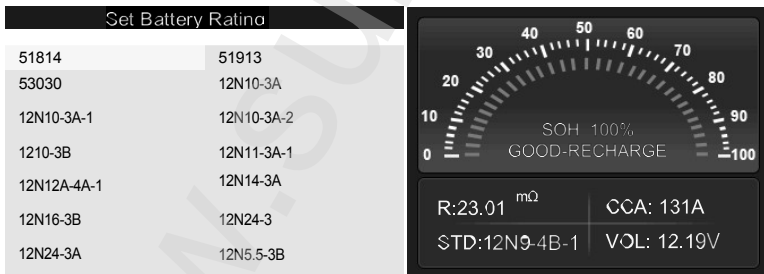 Set Battery Rating
51814 51913
53030 12N10-3A
12N10-3A-1 12N10-3A-2
1210-3B 12N11-3A-1
12N12A-4A-1 12N14-3A
12N16-3B 12N24-3
12N24-3A 12N5.5-3B
0 10 20 30 40 50 60 70 80 90 100
SOH 100%
GOOD-RECHARGE
R:23.01 mΩ CCA: 131A
STD:12N9-4B-1 VOL: 12.19V